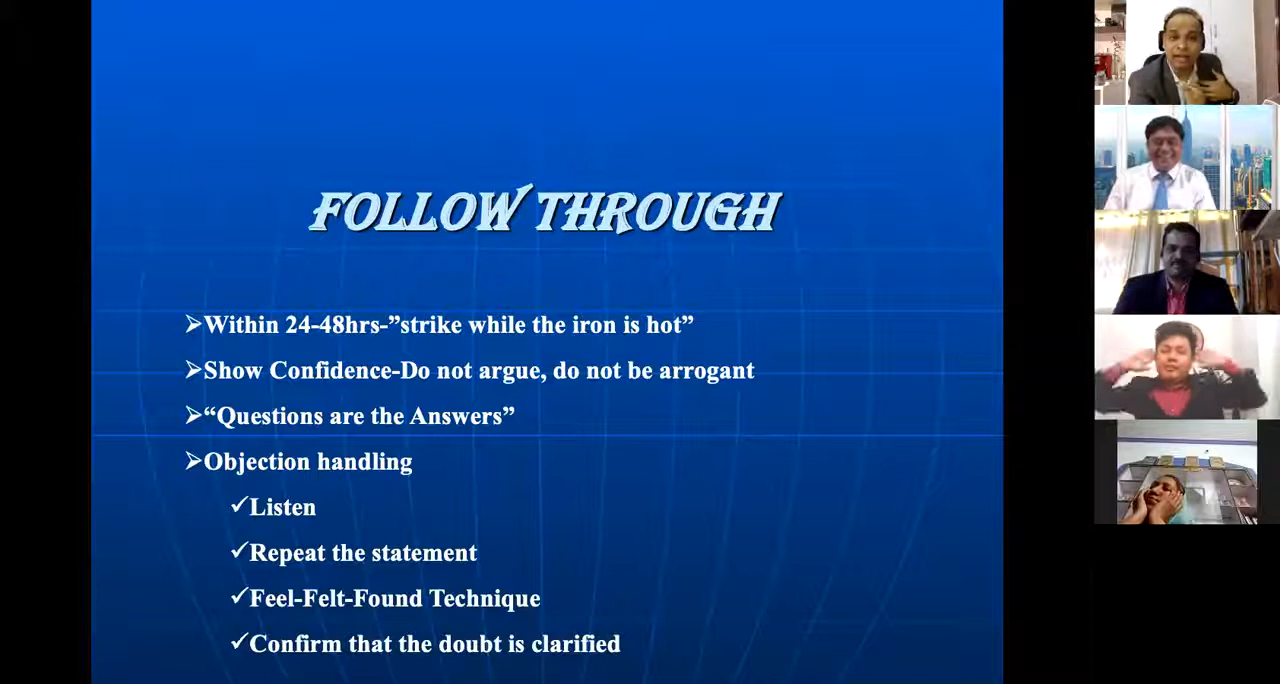 FOLLOW THROUGH
➢Within 24-48hrs-”strike while the iron is hot”
➢Show Confidence-Do not argue, do not be arrogant
➢“Questions are the Answers”
➢Objection handling
✓Listen
✓Repeat the statement
✓Feel-Felt-Found Technique
✓Confirm that the doubt is clarified